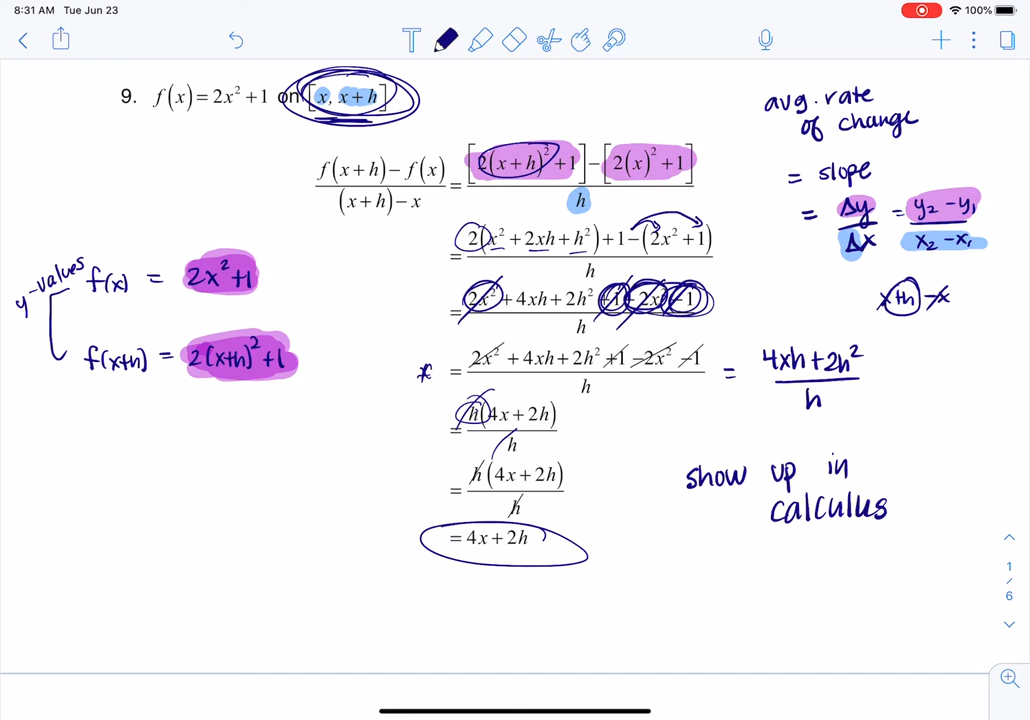 8:31 AM Tue Jun 23
100%
T
9. f(x) = 2x² + 1 on [x, x + h]
avg. rate
of change
= slope
= Δy/Δx = (y₂ − y₁)/(x₂ − x₁)
x+h − x
(f(x + h) − f(x))/((x + h) − x) = ([2(x + h)² + 1] − [2(x)² + 1])/h
= (2(x² + 2xh + h²) + 1 − (2x² + 1))/h
= (2x² + 4xh + 2h² + 1 − 2x² − 1)/h
= (2x² + 4xh + 2h² + 1 − 2x² − 1)/h = (4xh + 2h²)/h
= h(4x + 2h)/h
= h(4x + 2h)/h
= 4x + 2h
y-values
f(x) = 2x² + 1
f(x+h) = 2(x+h)² + 1
show up in
calculus
1
/
6